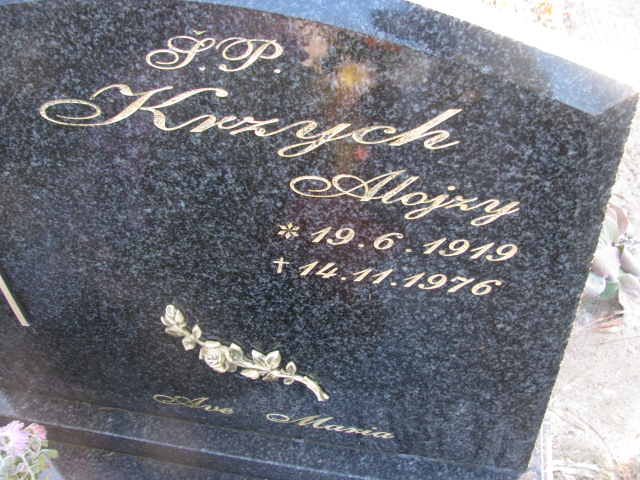 Ś.P.
Krzych
Alojzy
* 19.6.1919
† 14.11.1976
Ave Maria